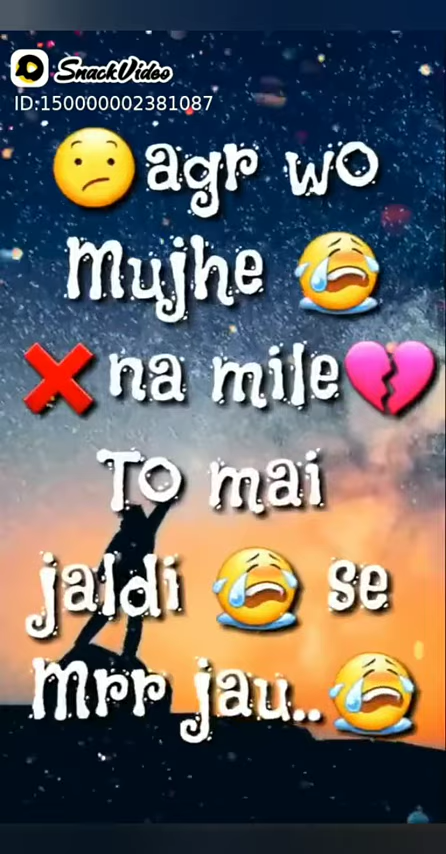 SnackVideo
ID:150000002381087
😕agr wo
Mujhe 😭
❌na mile💔
To mai
jaldi 😭 se
Mrr jau..😭